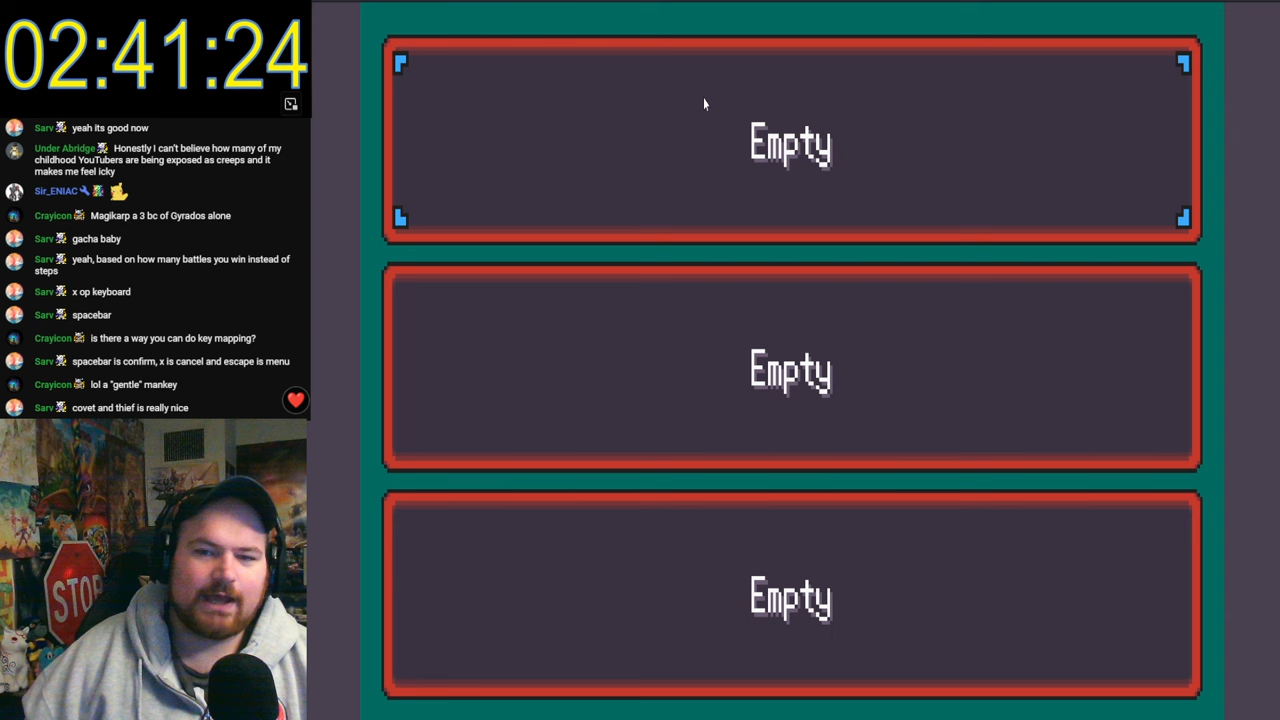 02:41:24
Sarv yeah its good now
Under Abridge Honestly I can't believe how many of my
childhood YouTubers are being exposed as creeps and it
makes me feel icky
Sir_ENIAC
Crayicon Magikarp a 3 bc of Gyrados alone
Sarv gacha baby
Sarv yeah, based on how many battles you win instead of
steps
Sarv x op keyboard
Sarv spacebar
Crayicon is there a way you can do key mapping?
Sarv spacebar is confirm, x is cancel and escape is menu
Crayicon lol a "gentle" mankey
Sarv covet and thief is really nice
STOP
Empty
Empty
Empty